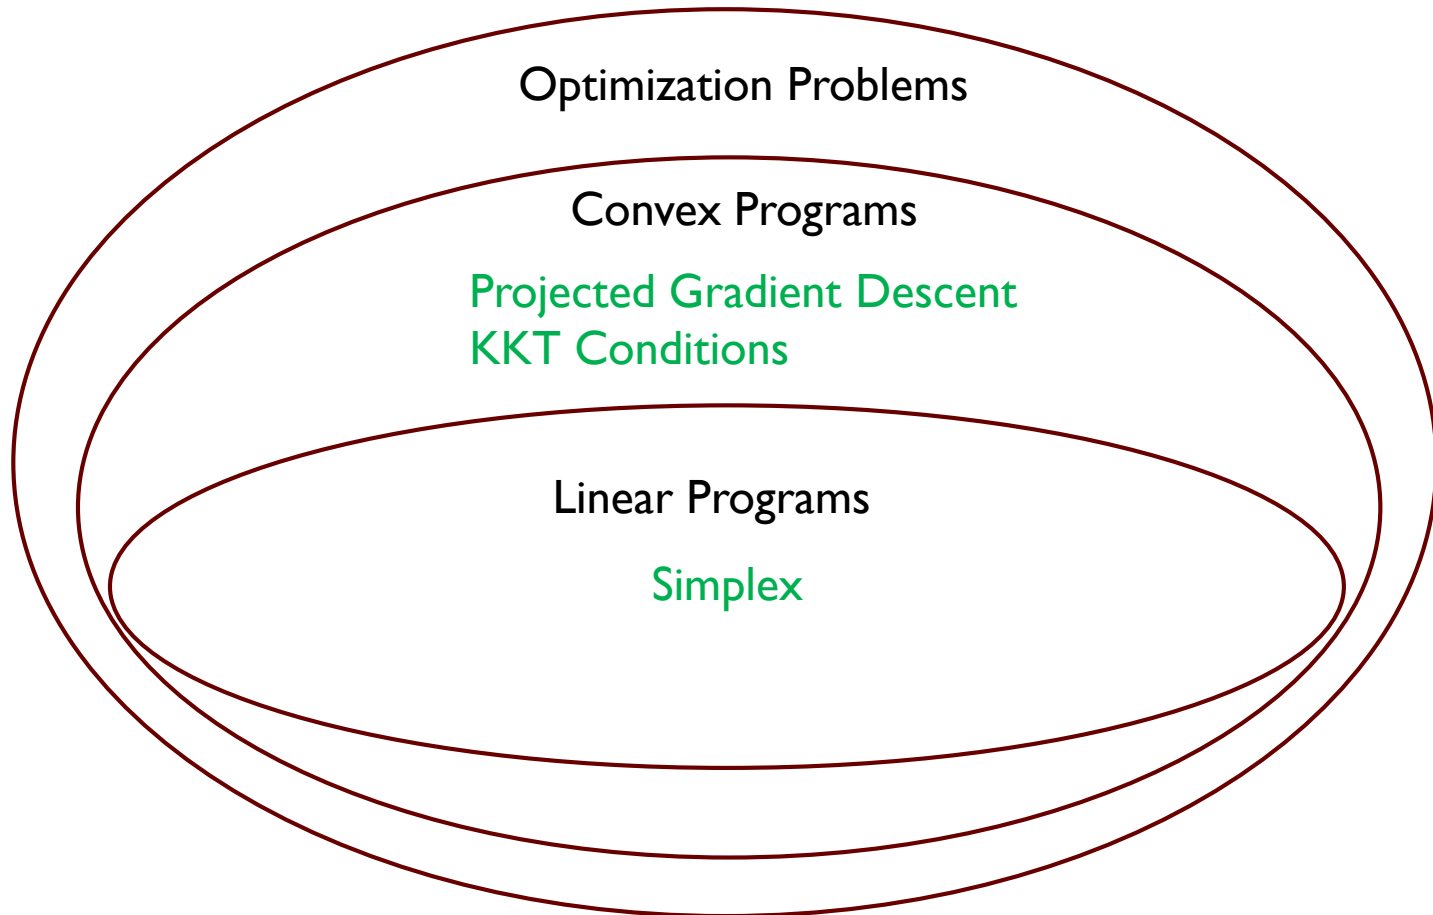 Optimization Problems
Convex Programs
Projected Gradient Descent
KKT Conditions
Linear Programs
Simplex